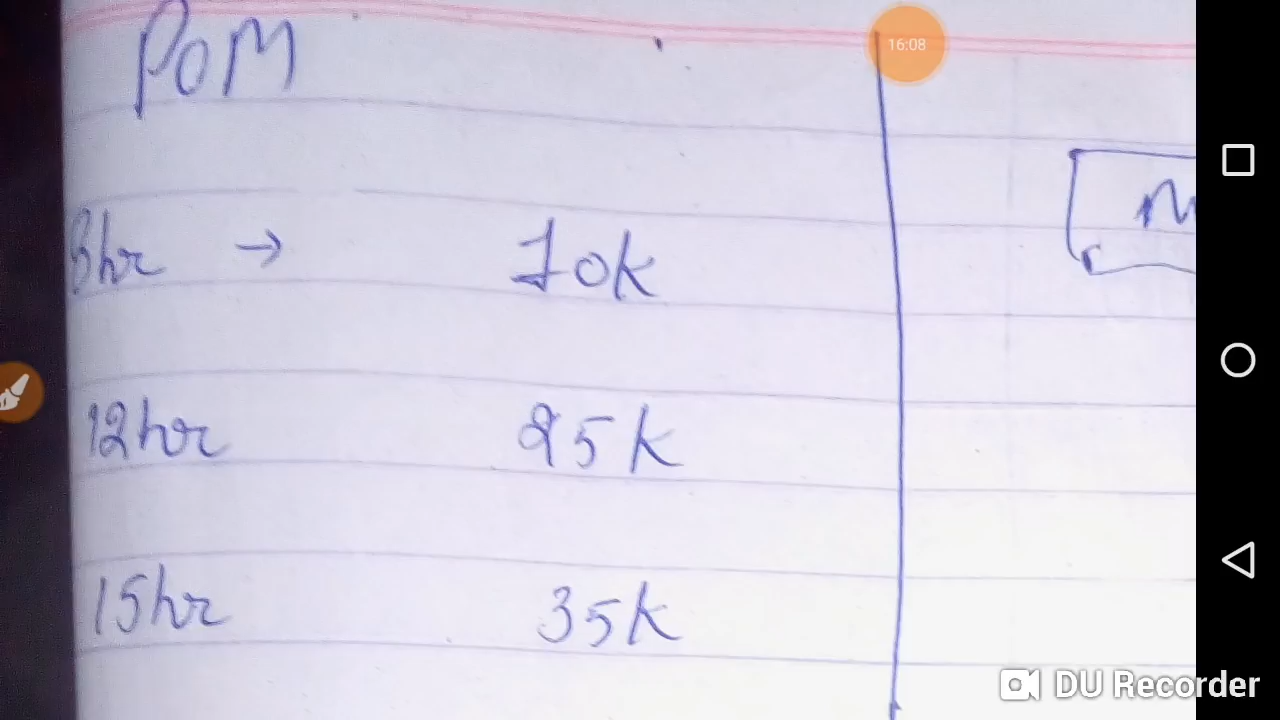 POM
16:08
8hr → 10k
12hr 25k
15hr 35k
DU Recorder